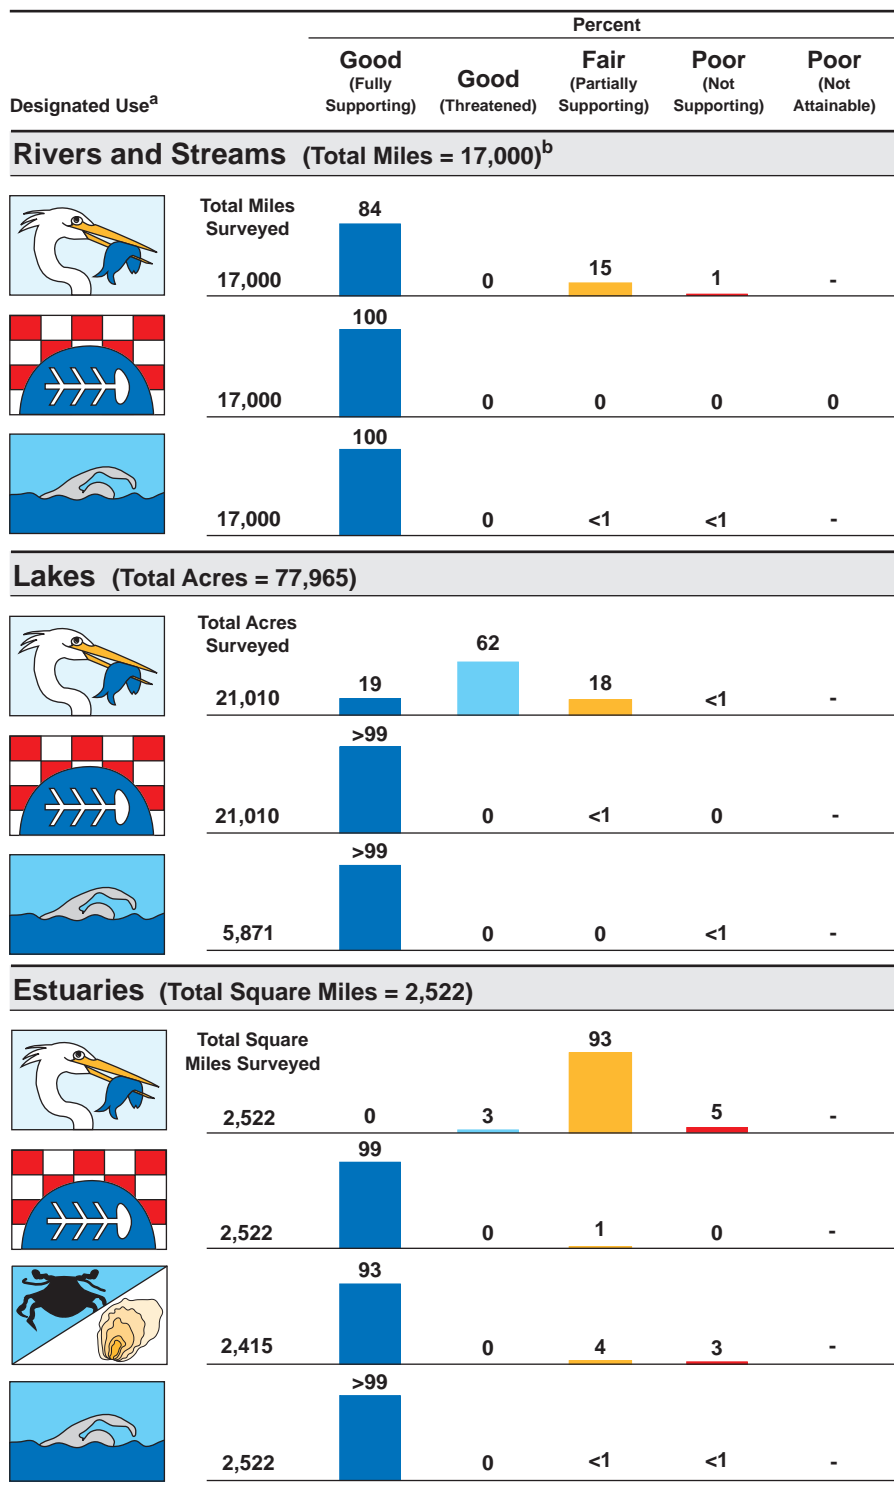 Percent
Designated Useᵃ
Good (Fully Supporting)
Good (Threatened)
Fair (Partially Supporting)
Poor (Not Supporting)
Poor (Not Attainable)
Rivers and Streams (Total Miles = 17,000)ᵇ
Total Miles Surveyed
84
17,000 0 15 1 -
100
17,000 0 0 0 0
100
17,000 0 <1 <1 -
Lakes (Total Acres = 77,965)
Total Acres Surveyed
21,010 19 62 18 <1 -
>99
21,010 0 <1 0 -
>99
5,871 0 0 <1 -
Estuaries (Total Square Miles = 2,522)
Total Square Miles Surveyed
2,522 0 3 93 5 -
99
2,522 0 1 0 -
93
2,415 0 4 3 -
>99
2,522 0 <1 <1 -